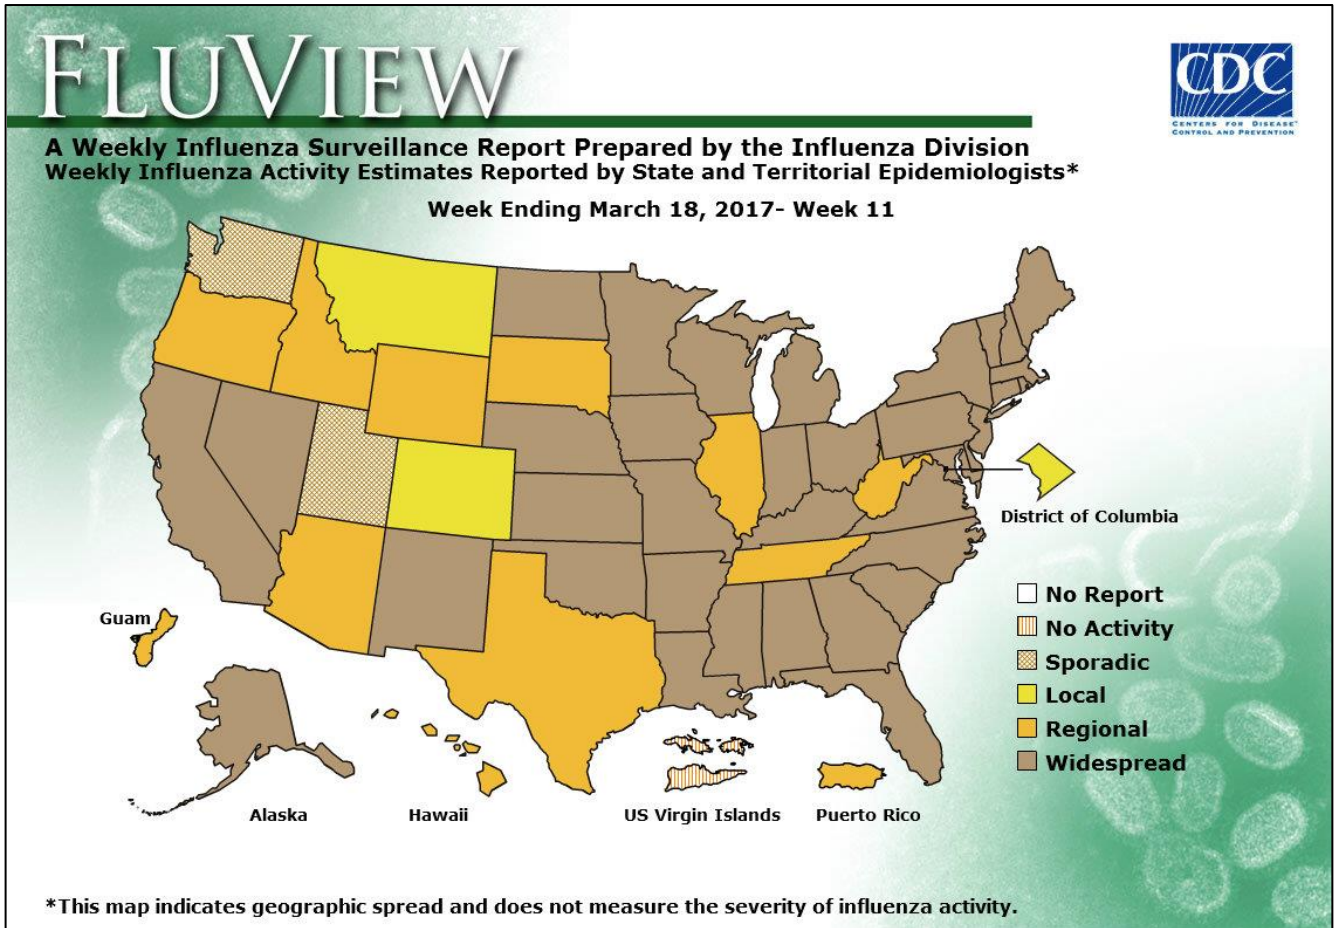 FLUVIEW
CDC
CENTERS FOR DISEASE™
CONTROL AND PREVENTION
A Weekly Influenza Surveillance Report Prepared by the Influenza Division
Weekly Influenza Activity Estimates Reported by State and Territorial Epidemiologists*
Week Ending March 18, 2017- Week 11
District of Columbia
No Report
No Activity
Sporadic
Local
Regional
Widespread
Guam
Alaska
Hawaii
US Virgin Islands
Puerto Rico
*This map indicates geographic spread and does not measure the severity of influenza activity.